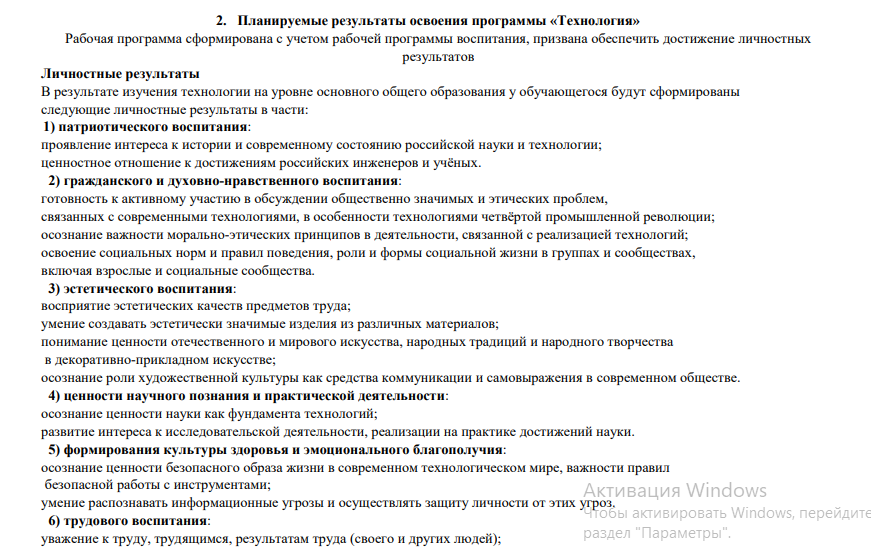 2. Планируемые результаты освоения программы «Технология»
Рабочая программа сформирована с учетом рабочей программы воспитания, призвана обеспечить достижение личностных
результатов
Личностные результаты
В результате изучения технологии на уровне основного общего образования у обучающегося будут сформированы
следующие личностные результаты в части:
1) патриотического воспитания:
проявление интереса к истории и современному состоянию российской науки и технологии;
ценностное отношение к достижениям российских инженеров и учёных.
2) гражданского и духовно-нравственного воспитания:
готовность к активному участию в обсуждении общественно значимых и этических проблем,
связанных с современными технологиями, в особенности технологиями четвёртой промышленной революции;
осознание важности морально-этических принципов в деятельности, связанной с реализацией технологий;
освоение социальных норм и правил поведения, роли и формы социальной жизни в группах и сообществах,
включая взрослые и социальные сообщества.
3) эстетического воспитания:
восприятие эстетических качеств предметов труда;
умение создавать эстетически значимые изделия из различных материалов;
понимание ценности отечественного и мирового искусства, народных традиций и народного творчества
в декоративно-прикладном искусстве;
осознание роли художественной культуры как средства коммуникации и самовыражения в современном обществе.
4) ценности научного познания и практической деятельности:
осознание ценности науки как фундамента технологий;
развитие интереса к исследовательской деятельности, реализации на практике достижений науки.
5) формирования культуры здоровья и эмоционального благополучия:
осознание ценности безопасного образа жизни в современном технологическом мире, важности правил
безопасной работы с инструментами;
умение распознавать информационные угрозы и осуществлять защиту личности от этих угроз.
6) трудового воспитания:
уважение к труду, трудящимся, результатам труда (своего и других людей);
Активация Windows
Чтобы активировать Windows, перейдите
раздел "Параметры".